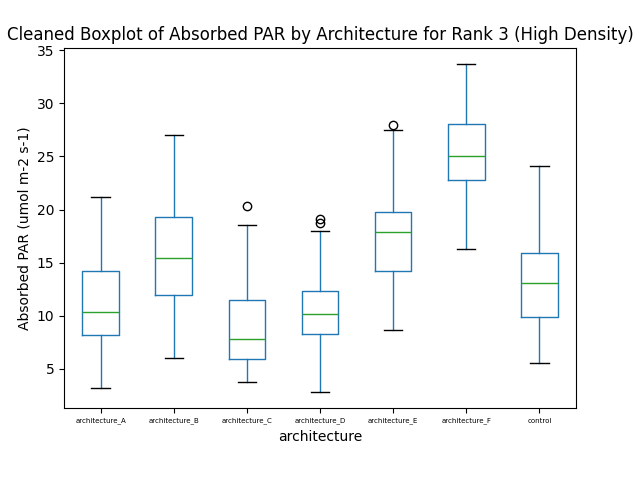 Cleaned Boxplot of Absorbed PAR by Architecture for Rank 3 (High Density)
Absorbed PAR (umol m-2 s-1)
35
30
25
20
15
10
5
architecture_A architecture_B architecture_C architecture_D architecture_E architecture_F control
architecture